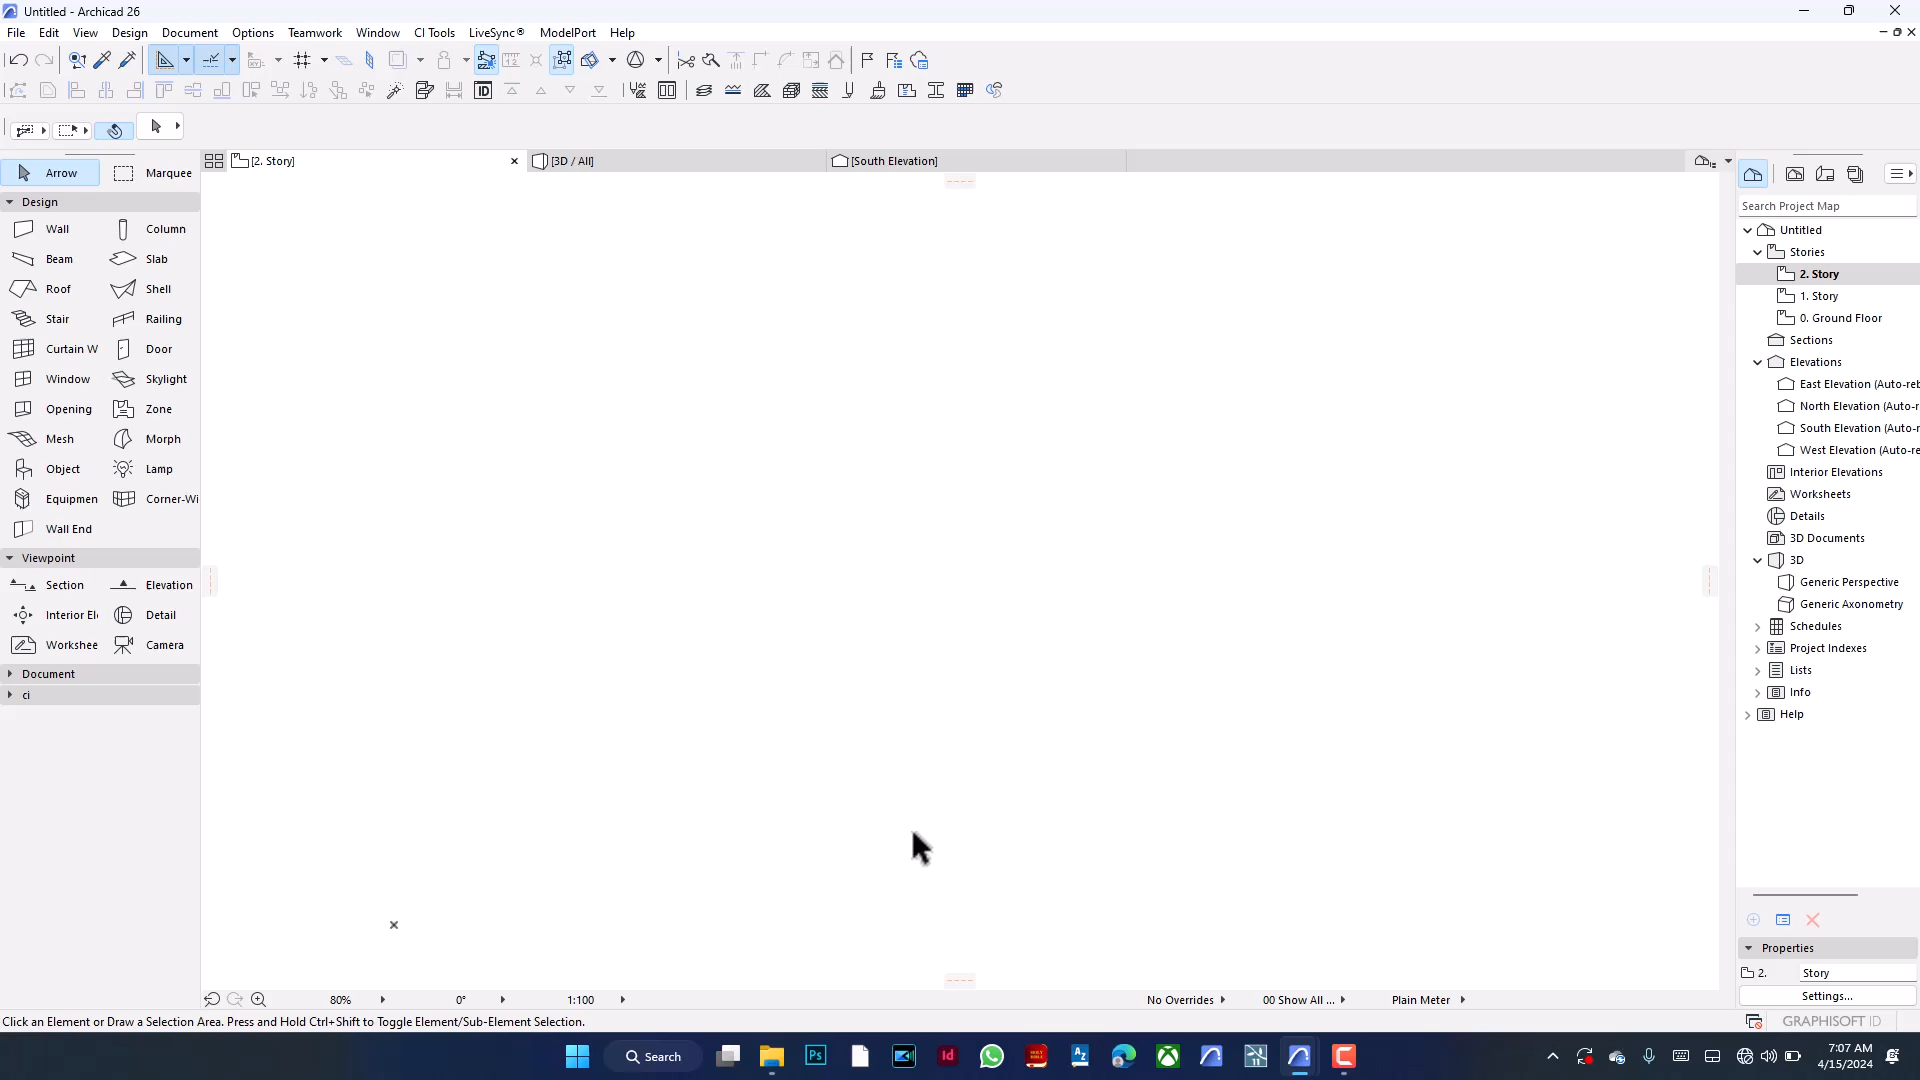 Untitled - Archicad 26
File Edit View Design Document Options Teamwork Window CI Tools LiveSync® ModelPort Help
[2. Story] [3D / All] [South Elevation]
Arrow Marquee
Design
Wall Column
Beam Slab
Roof Shell
Stair Railing
Curtain W Door
Window Skylight
Opening Zone
Mesh Morph
Object Lamp
Equipmen Corner-Wi
Wall End
Viewpoint
Section Elevation
Interior El Detail
Workshee Camera
Document
ci
Search Project Map
Untitled
Stories
2. Story
1. Story
0. Ground Floor
Sections
Elevations
East Elevation (Auto-reb
North Elevation (Auto-r
South Elevation (Auto-r
West Elevation (Auto-re
Interior Elevations
Worksheets
Details
3D Documents
3D
Generic Perspective
Generic Axonometry
Schedules
Project Indexes
Lists
Info
Help
Properties
2. Story
Settings...
80% 0° 1:100 No Overrides 00 Show All ... Plain Meter
Click an Element or Draw a Selection Area. Press and Hold Ctrl+Shift to Toggle Element/Sub-Element Selection.
GRAPHISOFT ID
Search
7:07 AM
4/15/2024